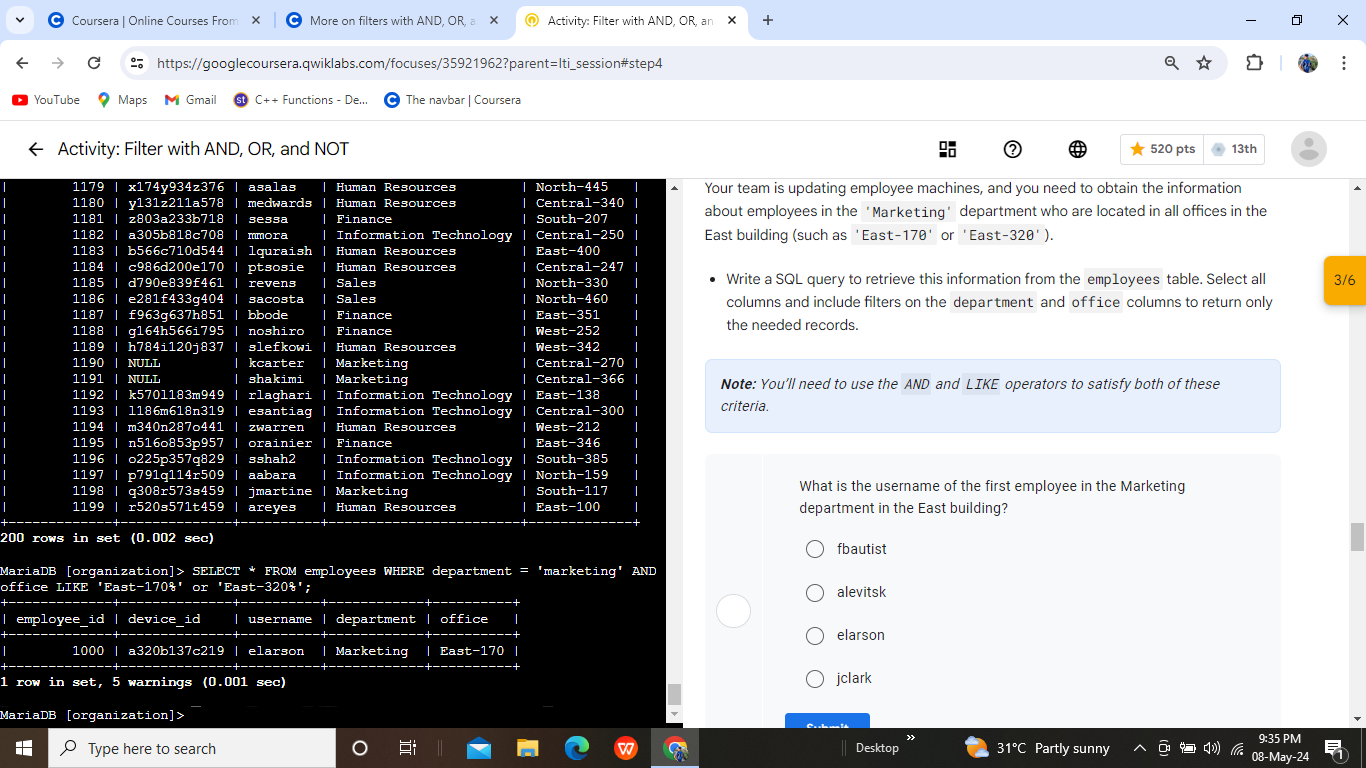 Coursera | Online Courses From
More on filters with AND, OR, a
Activity: Filter with AND, OR, an
https://googlecoursera.qwiklabs.com/focuses/35921962?parent=lti_session#step4
YouTube
Maps
Gmail
st
C++ Functions - De...
The navbar | Coursera
Activity: Filter with AND, OR, and NOT
520 pts
13th
| 1179 | x174y934z376 | asalas | Human Resources | North-445 |
| 1180 | y131z211a578 | medwards | Human Resources | Central-340 |
| 1181 | z803a233b718 | sessa | Finance | South-207 |
| 1182 | a305b818c708 | mmora | Information Technology | Central-250 |
| 1183 | b566c710d544 | lquraish | Human Resources | East-400 |
| 1184 | c986d200e170 | ptsosie | Human Resources | Central-247 |
| 1185 | d790e839f461 | revens | Sales | North-330 |
| 1186 | e281f433g404 | sacosta | Sales | North-460 |
| 1187 | f963g637h851 | bbode | Finance | East-351 |
| 1188 | g164h566i795 | noshiro | Finance | West-252 |
| 1189 | h784i120j837 | slefkowi | Human Resources | West-342 |
| 1190 | NULL | kcarter | Marketing | Central-270 |
| 1191 | NULL | shakimi | Marketing | Central-366 |
| 1192 | k570l183m949 | rlaghari | Information Technology | East-138 |
| 1193 | l186m618n319 | esantiag | Information Technology | Central-300 |
| 1194 | m340n287o441 | zwarren | Human Resources | West-212 |
| 1195 | n516o853p957 | orainier | Finance | East-346 |
| 1196 | o225p357q829 | sshah2 | Information Technology | South-385 |
| 1197 | p791q114r509 | aabara | Information Technology | North-159 |
| 1198 | q308r573s459 | jmartine | Marketing | South-117 |
| 1199 | r520s571t459 | areyes | Human Resources | East-100 |
200 rows in set (0.002 sec)
MariaDB [organization]> SELECT * FROM employees WHERE department = 'marketing' AND
office LIKE 'East-170%' or 'East-320%';
| employee_id | device_id | username | department | office |
| 1000 | a320b137c219 | elarson | Marketing | East-170 |
1 row in set, 5 warnings (0.001 sec)
MariaDB [organization]>
Your team is updating employee machines, and you need to obtain the information
about employees in the 'Marketing' department who are located in all offices in the
East building (such as 'East-170' or 'East-320').
• Write a SQL query to retrieve this information from the employees table. Select all
columns and include filters on the department and office columns to return only
the needed records.
Note: You'll need to use the AND and LIKE operators to satisfy both of these
criteria.
What is the username of the first employee in the Marketing
department in the East building?
fbautist
alevitsk
elarson
jclark
Submit
3/6
Type here to search
Desktop
31°C Partly sunny
9:35 PM
08-May-24
1